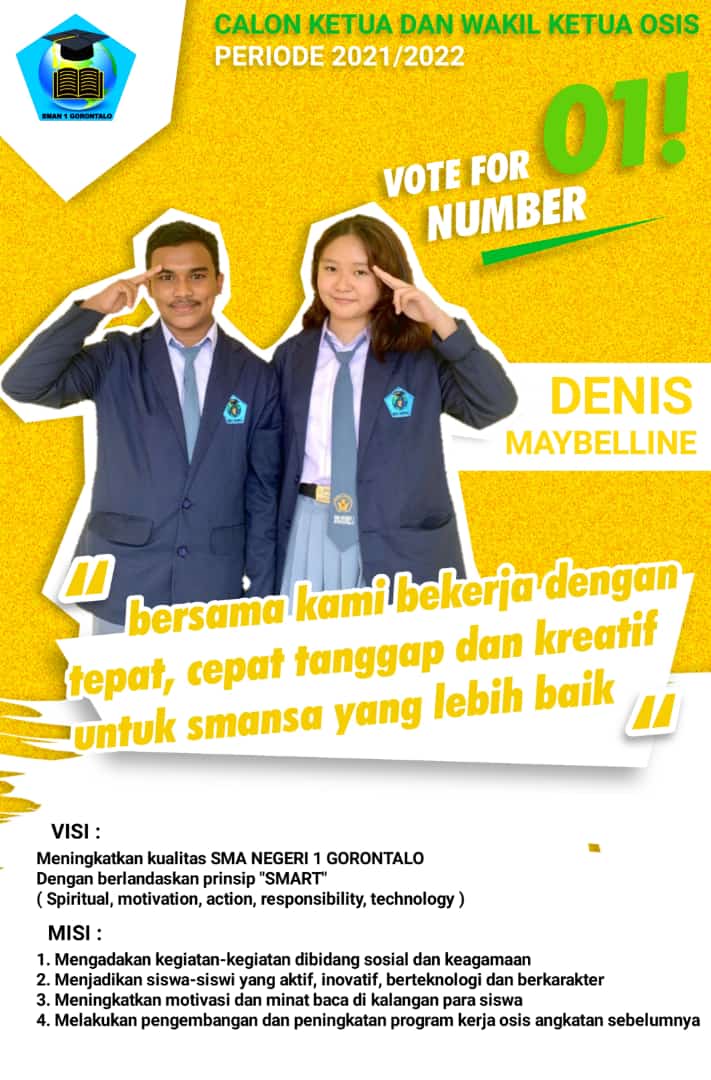 SMAN 1 GORONTALO
CALON KETUA DAN WAKIL KETUA OSIS
PERIODE 2021/2022
VOTE FOR
NUMBER
01!
DENIS
MAYBELLINE
"bersama kami bekerja dengan
tepat, cepat tanggap dan kreatif
untuk smansa yang lebih baik"
VISI :
Meningkatkan kualitas SMA NEGERI 1 GORONTALO
Dengan berlandaskan prinsip "SMART"
( Spiritual, motivation, action, responsibility, technology )
MISI :
1. Mengadakan kegiatan-kegiatan dibidang sosial dan keagamaan
2. Menjadikan siswa-siswi yang aktif, inovatif, berteknologi dan berkarakter
3. Meningkatkan motivasi dan minat baca di kalangan para siswa
4. Melakukan pengembangan dan peningkatan program kerja osis angkatan sebelumnya